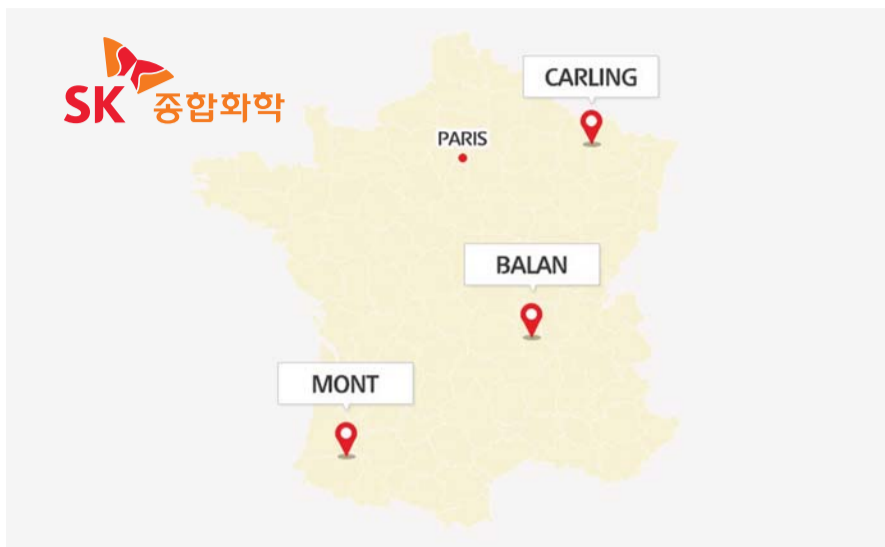 SK 종합화학
CARLING
PARIS
BALAN
MONT